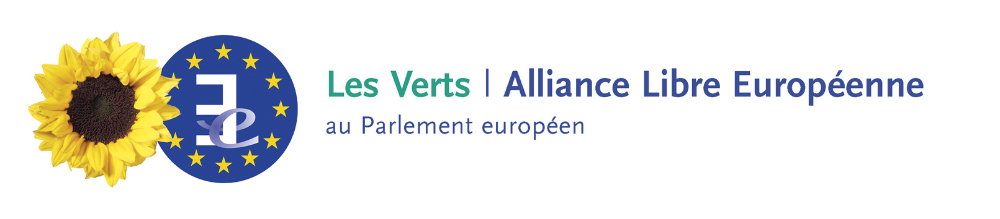 Les Verts | Alliance Libre Européenne
au Parlement européen